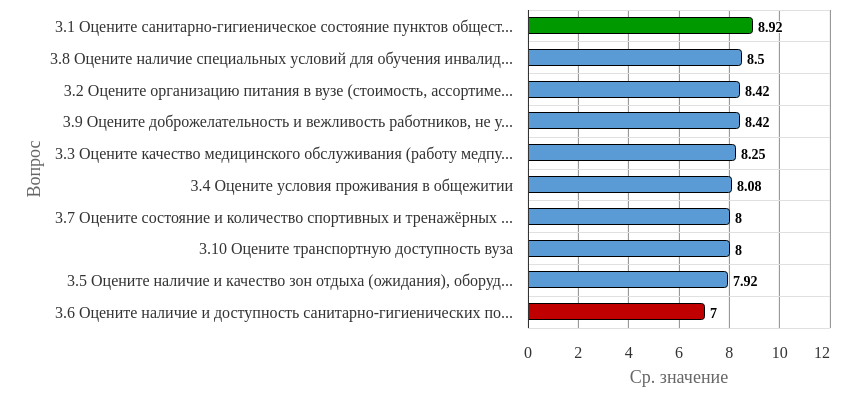 3.1 Оцените санитарно-гигиеническое состояние пунктов общест... 8.92
3.8 Оцените наличие специальных условий для обучения инвалид... 8.5
3.2 Оцените организацию питания в вузе (стоимость, ассортиме... 8.42
3.9 Оцените доброжелательность и вежливость работников, не у... 8.42
3.3 Оцените качество медицинского обслуживания (работу медпу... 8.25
3.4 Оцените условия проживания в общежитии 8.08
3.7 Оцените состояние и количество спортивных и тренажёрных ... 8
3.10 Оцените транспортную доступность вуза 8
3.5 Оцените наличие и качество зон отдыха (ожидания), оборуд... 7.92
3.6 Оцените наличие и доступность санитарно-гигиенических по... 7
Вопрос
0 2 4 6 8 10 12
Ср. значение